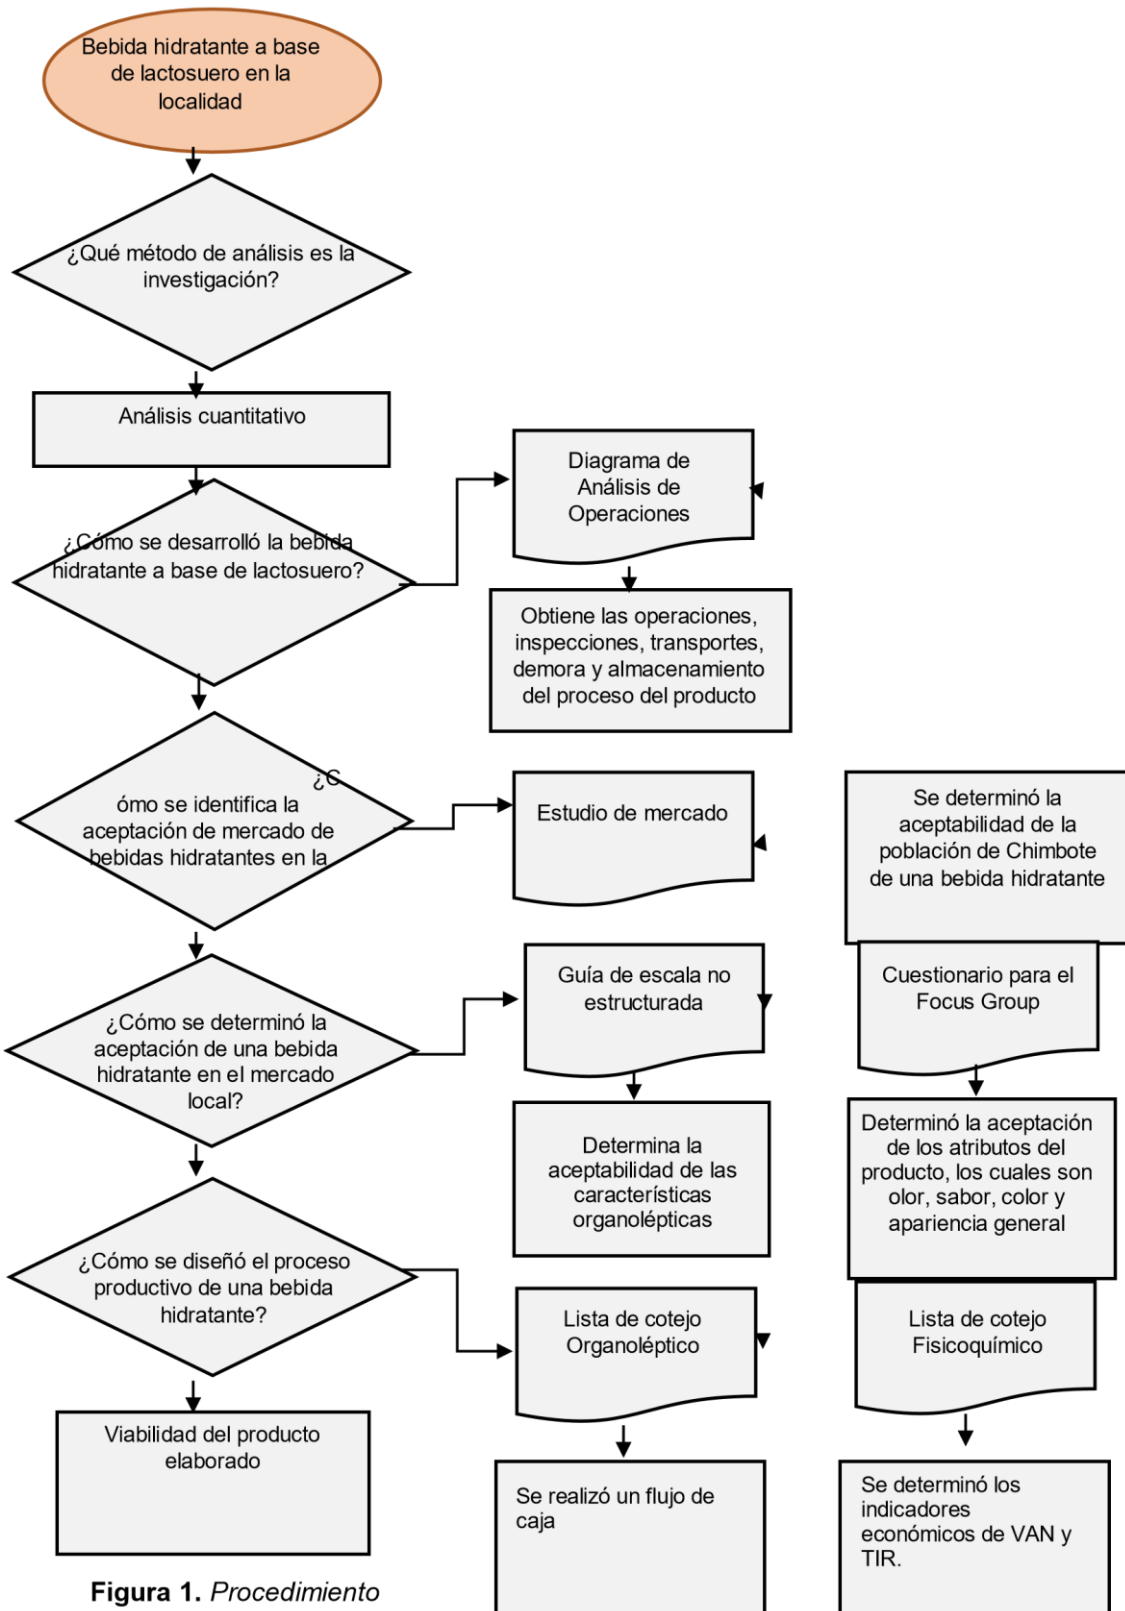 Bebida hidratante a base
de lactosuero en la
localidad
¿Qué método de análisis es la
investigación?
Análisis cuantitativo
¿Cómo se desarrolló la bebida
hidratante a base de lactosuero?
Diagrama de
Análisis de
Operaciones
Obtiene las operaciones,
inspecciones, transportes,
demora y almacenamiento
del proceso del producto
¿C
ómo se identifica la
aceptación de mercado de
bebidas hidratantes en la
Estudio de mercado
Se determinó la
aceptabilidad de la
población de Chimbote
de una bebida hidratante
¿Cómo se determinó la
aceptación de una bebida
hidratante en el mercado
local?
Guía de escala no
estructurada
Cuestionario para el
Focus Group
Determina la
aceptabilidad de las
características
organolépticas
Determinó la aceptación
de los atributos del
producto, los cuales son
olor, sabor, color y
apariencia general
¿Cómo se diseñó el proceso
productivo de una bebida
hidratante?
Lista de cotejo
Organoléptico
Lista de cotejo
Fisicoquímico
Viabilidad del producto
elaborado
Se realizó un flujo de
caja
Se determinó los
indicadores
económicos de VAN y
TIR.
Figura 1. Procedimiento